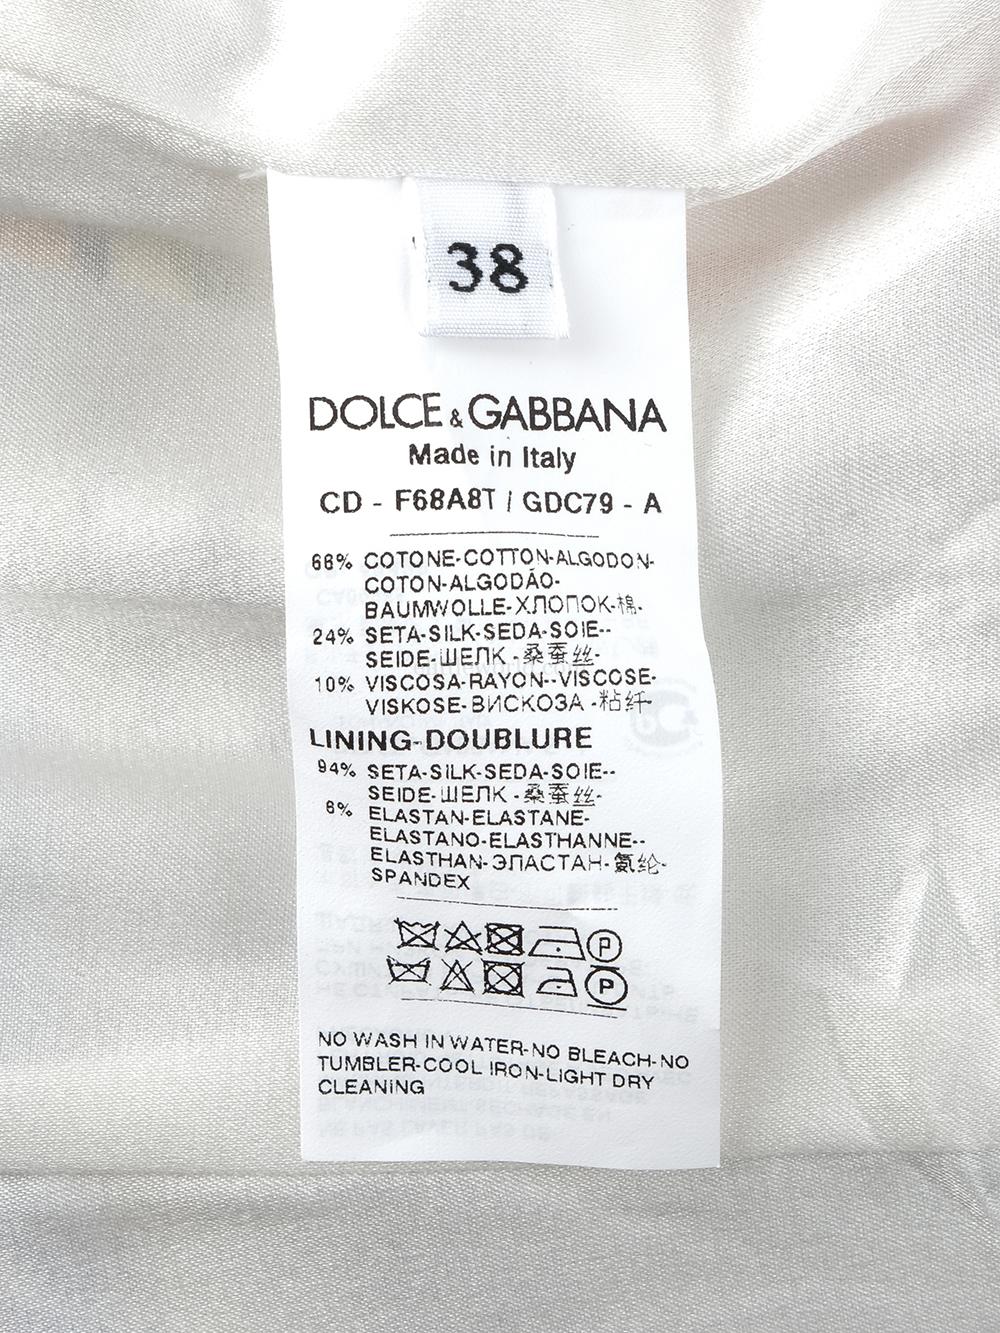 38
DOLCE & GABBANA
Made in Italy
CD - F68A8T / GDC79 - A
66% COTONE-COTTON-ALGODON-
COTON-ALGODÃO-
BAUMWOLLE-ХЛОПОК-棉-
24% SETA-SILK-SEDA-SOIE--
SEIDE-ШЕЛК-桑蚕丝-
10% VISCOSA-RAYON--VISCOSE-
VISKOSE-ВИСКОЗА-粘纤-
LINING-DOUBLURE
94% SETA-SILK-SEDA-SOIE--
SEIDE-ШЕЛК-桑蚕丝-
6% ELASTAN-ELASTANE-
ELASTANO-ELASTHANNE--
ELASTHAN-ЭЛАСТАН-氨纶-
SPANDEX
P
P
NO WASH IN WATER-NO BLEACH-NO
TUMBLER-COOL IRON-LIGHT DRY
CLEANING